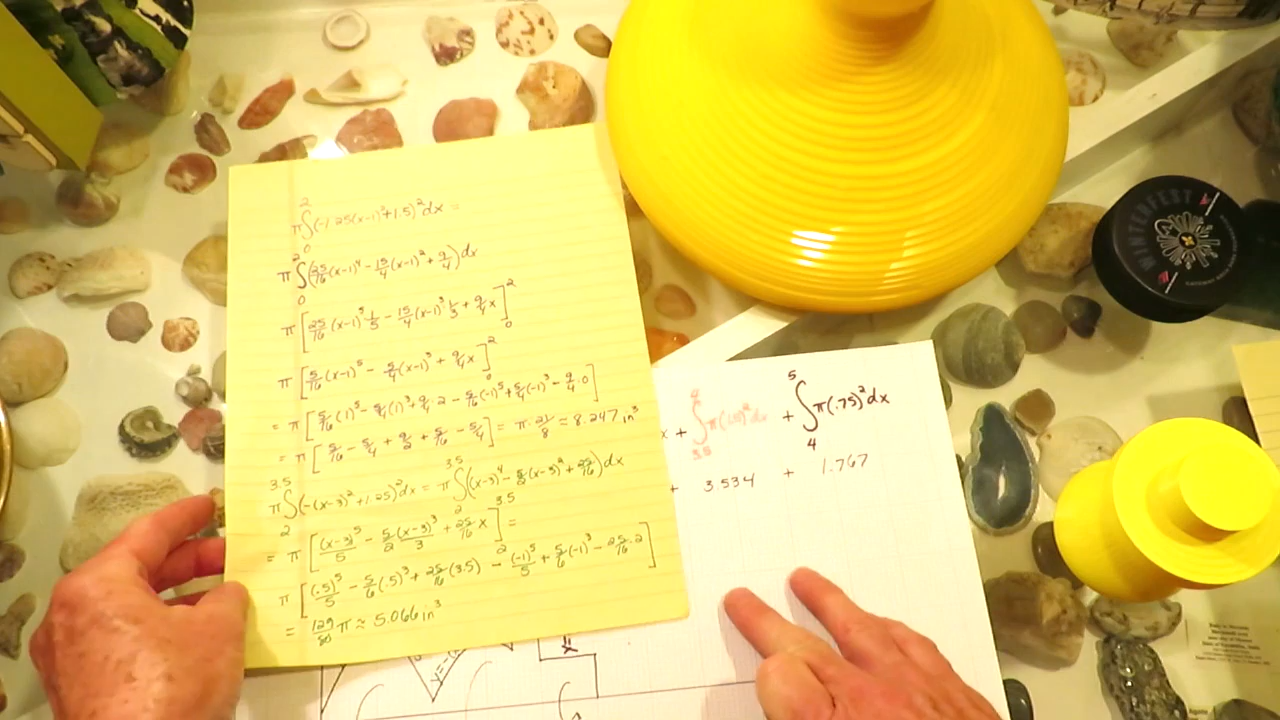 π∫₀² (-1.25(x-1)²+1.5)² dx =
π∫₀² (25/16 (x-1)⁴ - 15/4 (x-1)² + 9/4) dx
π[25/16 (x-1)⁵ 1/5 - 15/4 (x-1)³ 1/3 + 9/4 x]₀²
π[5/16 (x-1)⁵ - 5/4 (x-1)³ + 9/4 x]₀²
= π[5/16 (1)⁵ - 5/4 (1)³ + 9/4 · 2 - 5/16 (-1)⁵ + 5/4 (-1)³ - 9/4 · 0]
= π[5/16 - 5/4 + 9/2 + 5/16 - 5/4] = π · 21/8 ≈ 8.247 in³
π∫₂^3.5 (-(x-3)²+1.25)² dx = π∫₂^3.5 ((x-3)⁴ - 5/2 (x-3)² + 25/16) dx
= π[(x-3)⁵/5 - 5/2 (x-3)³/3 + 25/16 x]₂^3.5 =
π[(.5)⁵/5 - 5/6 (.5)³ + 25/16 (3.5) - (-1)⁵/5 + 5/6 (-1)³ - 25/16 · 2]
= 129/80 π ≈ 5.066 in³
x + ∫₃.₅⁴ π( )² dx + ∫₄⁵ π(.75)² dx
+ 3.534 + 1.767
WINTERFEST